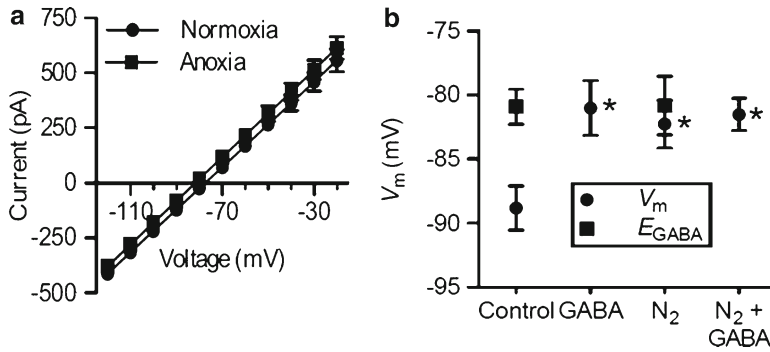 a
Normoxia
Anoxia
Current (pA)
750
500
250
0
-250
-500
-110
-70
-30
Voltage (mV)
b
Vm (mV)
-75
-80
-85
-90
-95
*
*
*
Vm
EGABA
Control
GABA
N2
N2 +
GABA